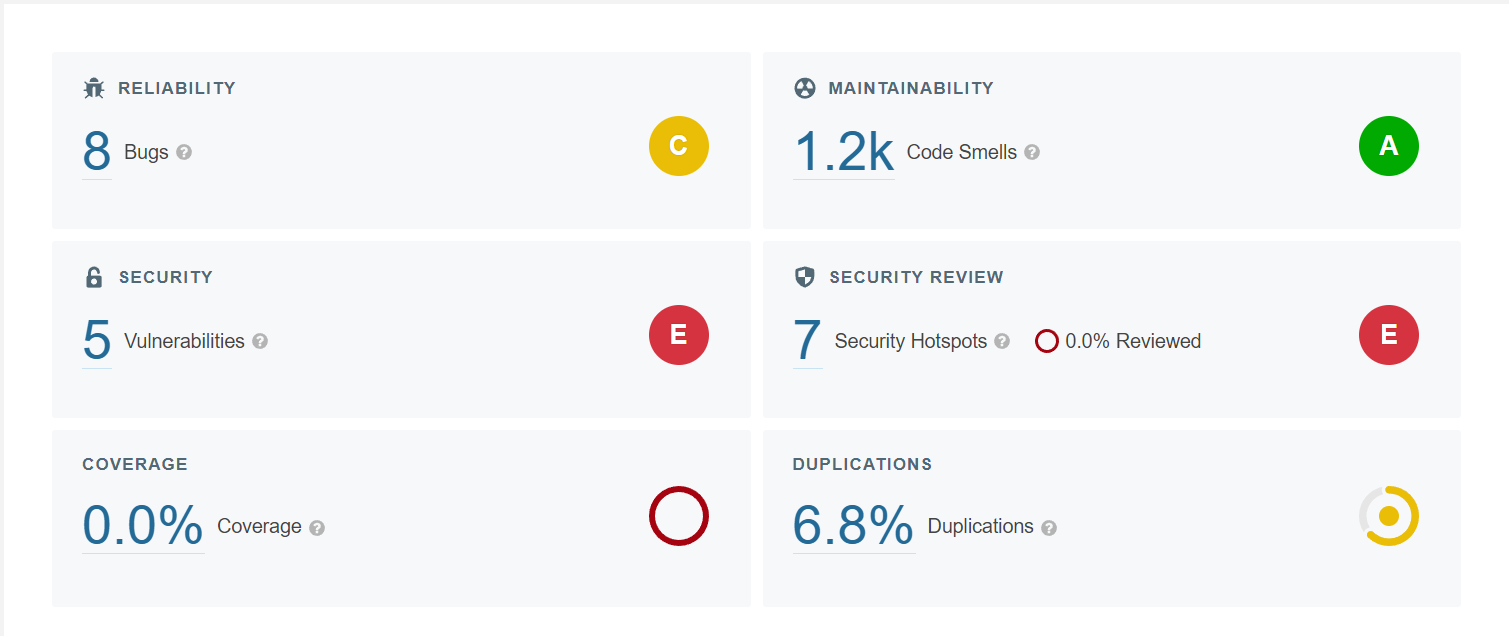 RELIABILITY
8 Bugs ?
C
MAINTAINABILITY
1.2k Code Smells ?
A
SECURITY
5 Vulnerabilities ?
E
SECURITY REVIEW
7 Security Hotspots ? 0.0% Reviewed
E
COVERAGE
0.0% Coverage ?
DUPLICATIONS
6.8% Duplications ?